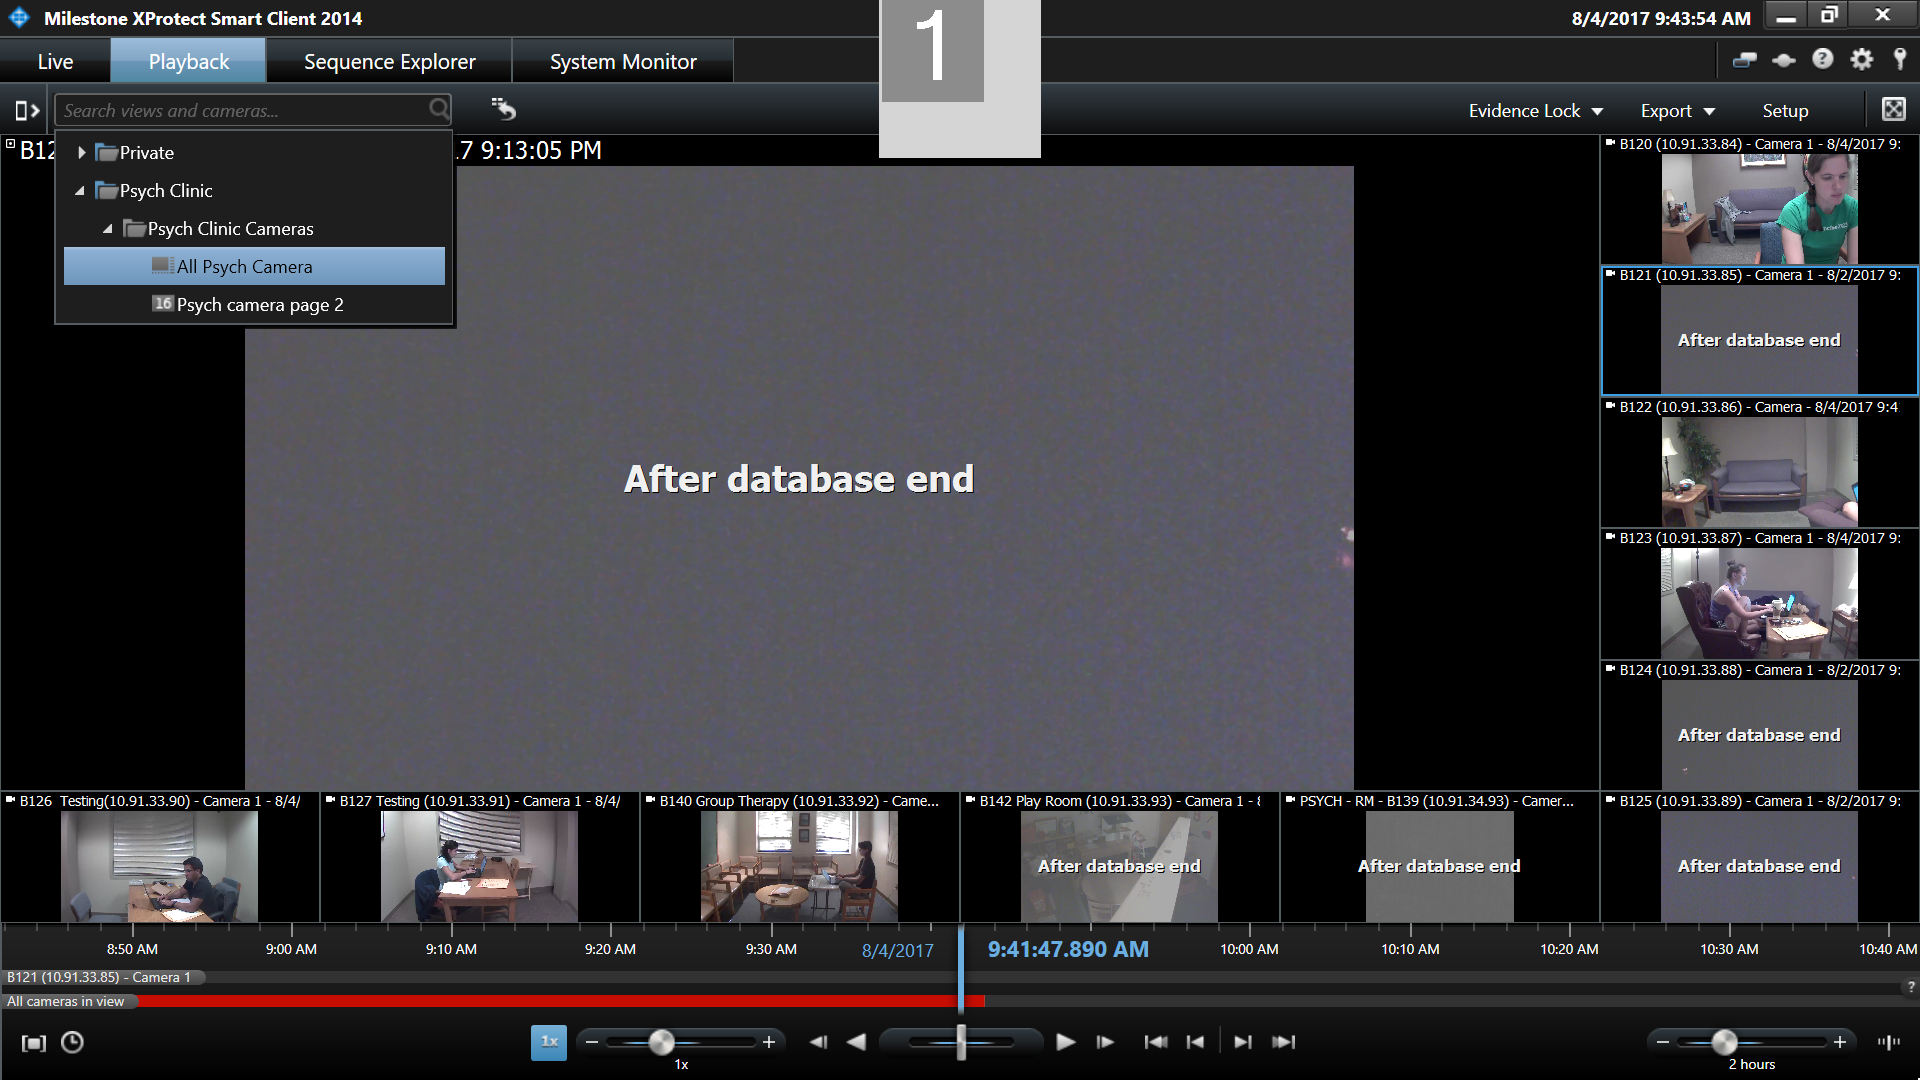 Milestone XProtect Smart Client 2014
8/4/2017 9:43:54 AM
1
Live
Playback
Sequence Explorer
System Monitor
Search views and cameras...
Evidence Lock
Export
Setup
B12
.7 9:13:05 PM
Private
Psych Clinic
Psych Clinic Cameras
All Psych Camera
16 Psych camera page 2
After database end
B120 (10.91.33.84) - Camera 1 - 8/4/2017 9:
B121 (10.91.33.85) - Camera 1 - 8/2/2017 9:
After database end
B122 (10.91.33.86) - Camera - 8/4/2017 9:4
B123 (10.91.33.87) - Camera 1 - 8/4/2017 9:
B124 (10.91.33.88) - Camera 1 - 8/2/2017 9:
After database end
B126 Testing(10.91.33.90) - Camera 1 - 8/4/
B127 Testing (10.91.33.91) - Camera 1 - 8/4/
B140 Group Therapy (10.91.33.92) - Came...
B142 Play Room (10.91.33.93) - Camera 1 - 8
After database end
PSYCH - RM - B139 (10.91.34.93) - Camer...
After database end
B125 (10.91.33.89) - Camera 1 - 8/2/2017 9:
After database end
8:50 AM
9:00 AM
9:10 AM
9:20 AM
9:30 AM
8/4/2017
9:41:47.890 AM
10:00 AM
10:10 AM
10:20 AM
10:30 AM
10:40 AM
B121 (10.91.33.85) - Camera 1
All cameras in view
1x
1x
2 hours